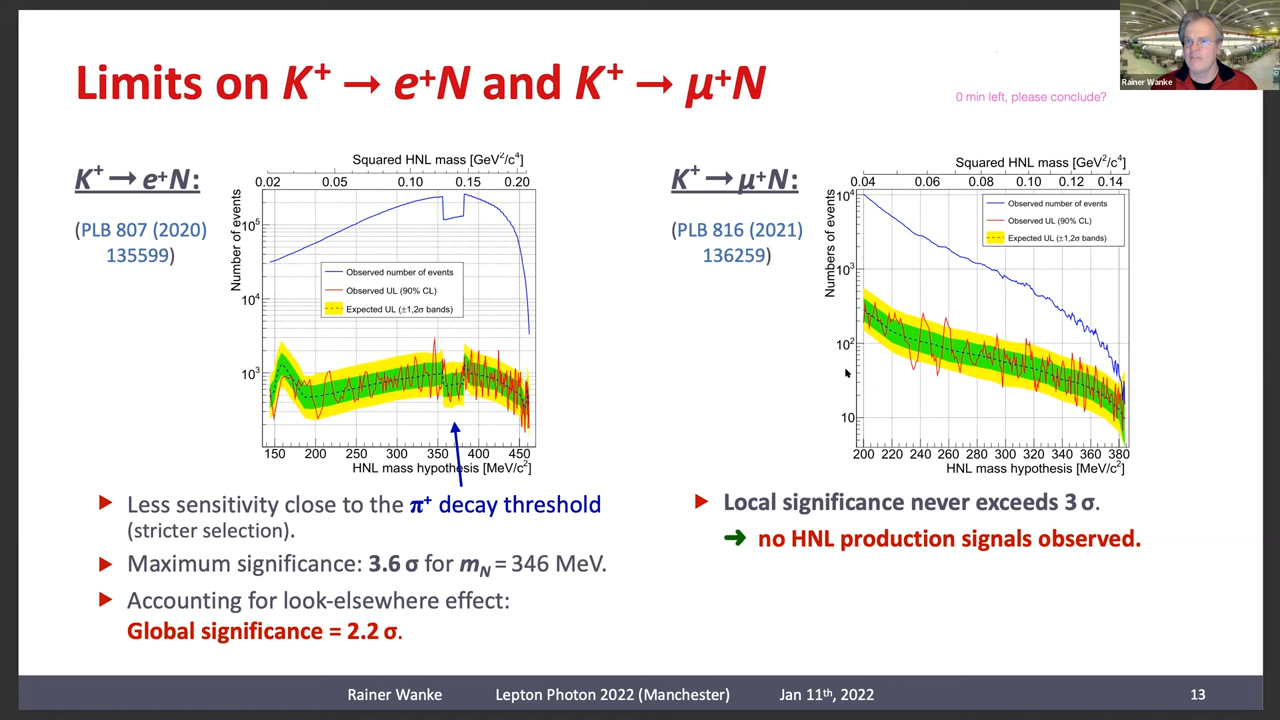 Limits on K⁺ → e⁺N and K⁺ → μ⁺N
Rainer Wanke
0 min left, please conclude?
K⁺ → e⁺N:
(PLB 807 (2020)
135599)
Squared HNL mass [GeV²/c⁴]
0.02 0.05 0.10 0.15 0.20
Number of events
10⁵
10⁴
10³
Observed number of events
Observed UL (90% CL)
Expected UL (±1,2σ bands)
150 200 250 300 350 400 450
HNL mass hypothesis [MeV/c²]
K⁺ → μ⁺N:
(PLB 816 (2021)
136259)
Squared HNL mass [GeV²/c⁴]
0.04 0.06 0.08 0.10 0.12 0.14
Numbers of events
10⁴
10³
10²
10
Observed number of events
Observed UL (90% CL)
Expected UL (±1,2σ bands)
200 220 240 260 280 300 320 340 360 380
HNL mass hypothesis [MeV/c²]
Less sensitivity close to the π⁺ decay threshold
(stricter selection).
Maximum significance: 3.6 σ for mN = 346 MeV.
Accounting for look-elsewhere effect:
Global significance = 2.2 σ.
Local significance never exceeds 3 σ.
➔ no HNL production signals observed.
Rainer Wanke Lepton Photon 2022 (Manchester) Jan 11th, 2022 13